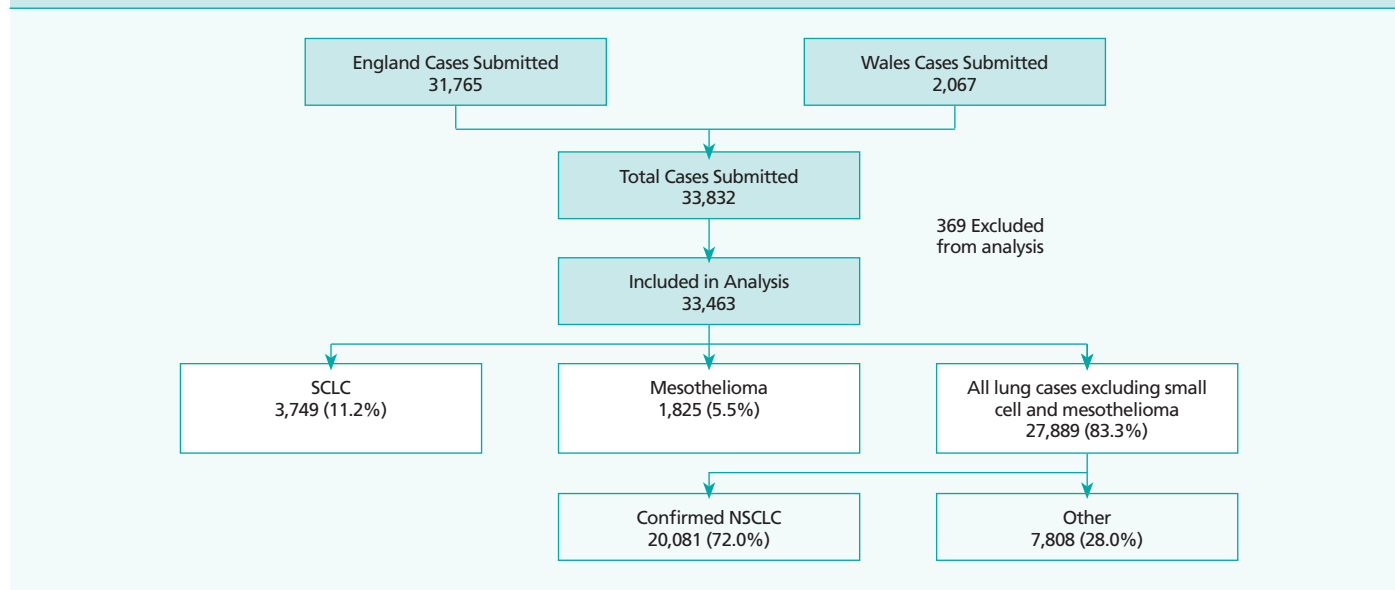 England Cases Submitted
31,765
Wales Cases Submitted
2,067
Total Cases Submitted
33,832
369 Excluded
from analysis
Included in Analysis
33,463
SCLC
3,749 (11.2%)
Mesothelioma
1,825 (5.5%)
All lung cases excluding small
cell and mesothelioma
27,889 (83.3%)
Confirmed NSCLC
20,081 (72.0%)
Other
7,808 (28.0%)